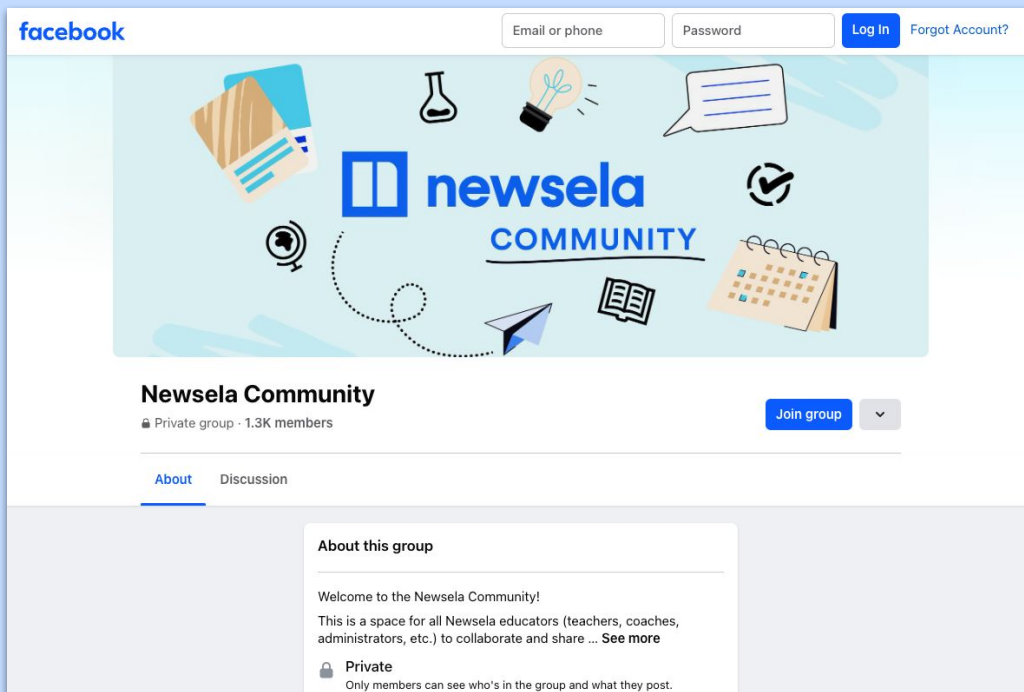 facebook
Email or phone
Password
Log In
Forgot Account?
newsela
COMMUNITY
Newsela Community
Private group · 1.3K members
Join group
About
Discussion
About this group
Welcome to the Newsela Community!
This is a space for all Newsela educators (teachers, coaches,
administrators, etc.) to collaborate and share ... See more
Private
Only members can see who's in the group and what they post.